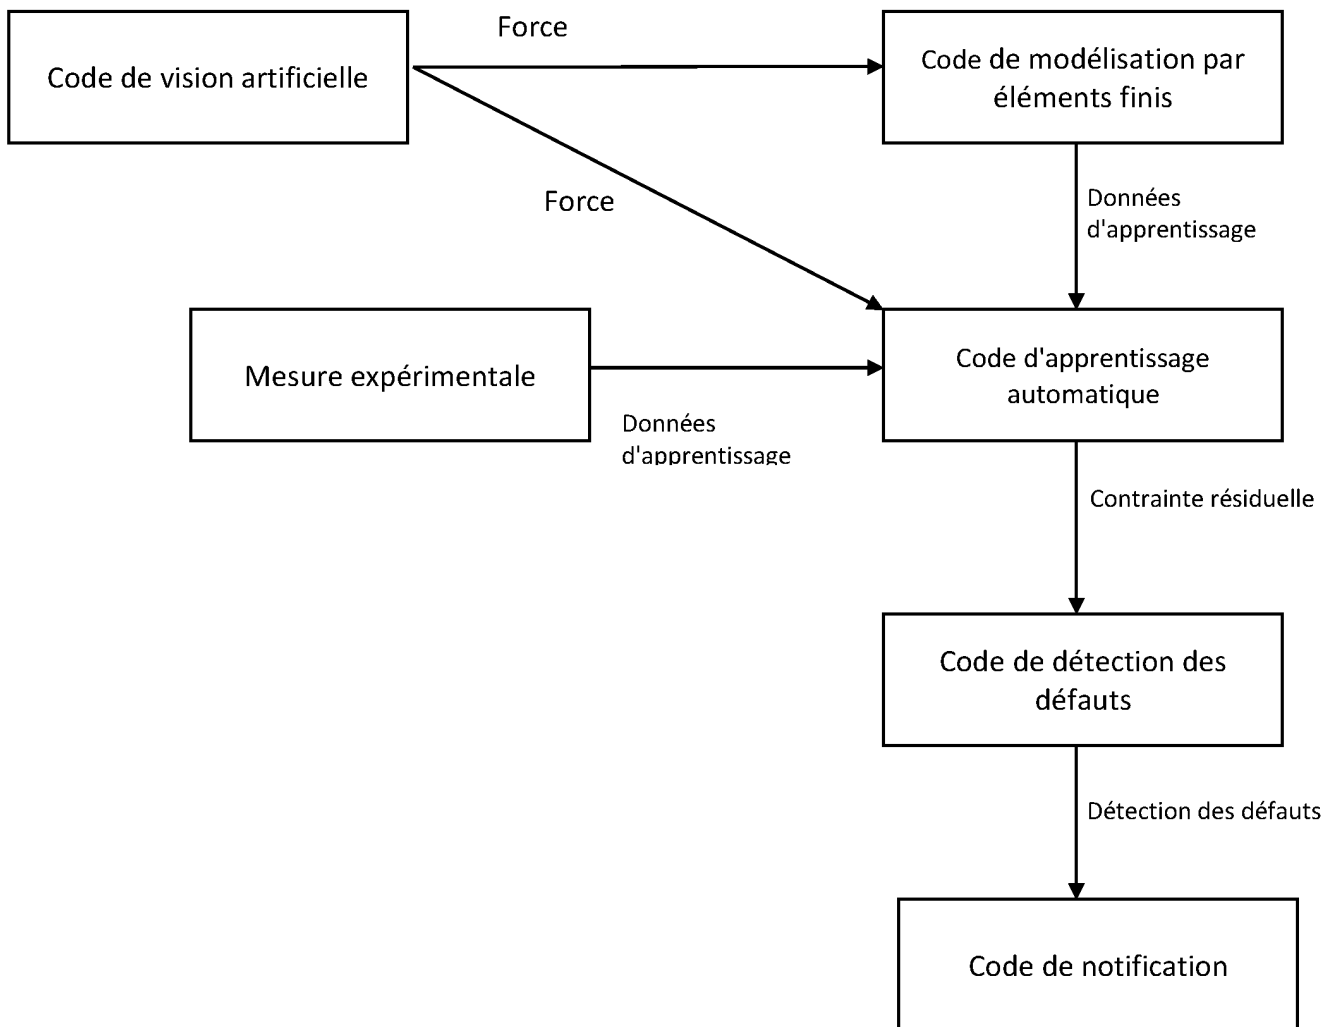 Force
Code de vision artificielle
Code de modélisation par
éléments finis
Force
Données
d'apprentissage
Mesure expérimentale
Code d'apprentissage
automatique
Données
d'apprentissage
Contrainte résiduelle
Code de détection des
défauts
Détection des défauts
Code de notification